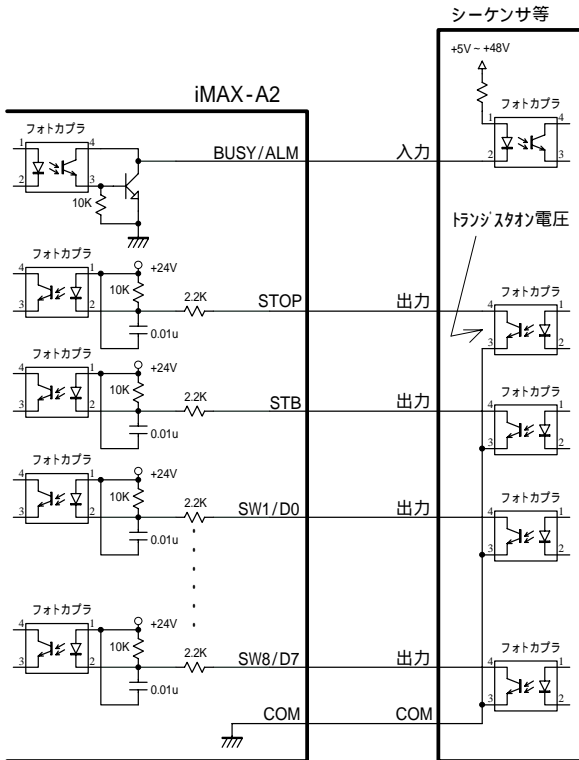 シーケンサ等
+5V~+48V
iMAX-A2
フォトカプラ
1
4
2
3
10K
BUSY/ALM
入力
フォトカプラ
1
4
2
3
トランジスタオン電圧
フォトカプラ
4
1
3
2
+24V
10K
0.01u
2.2K
STOP
出力
フォトカプラ
4
1
3
2
フォトカプラ
4
1
3
2
+24V
10K
0.01u
2.2K
STB
出力
フォトカプラ
4
1
3
2
フォトカプラ
4
1
3
2
+24V
10K
0.01u
2.2K
SW1/D0
出力
フォトカプラ
4
1
3
2
フォトカプラ
4
1
3
2
+24V
10K
0.01u
2.2K
SW8/D7
出力
フォトカプラ
4
1
3
2
COM
COM